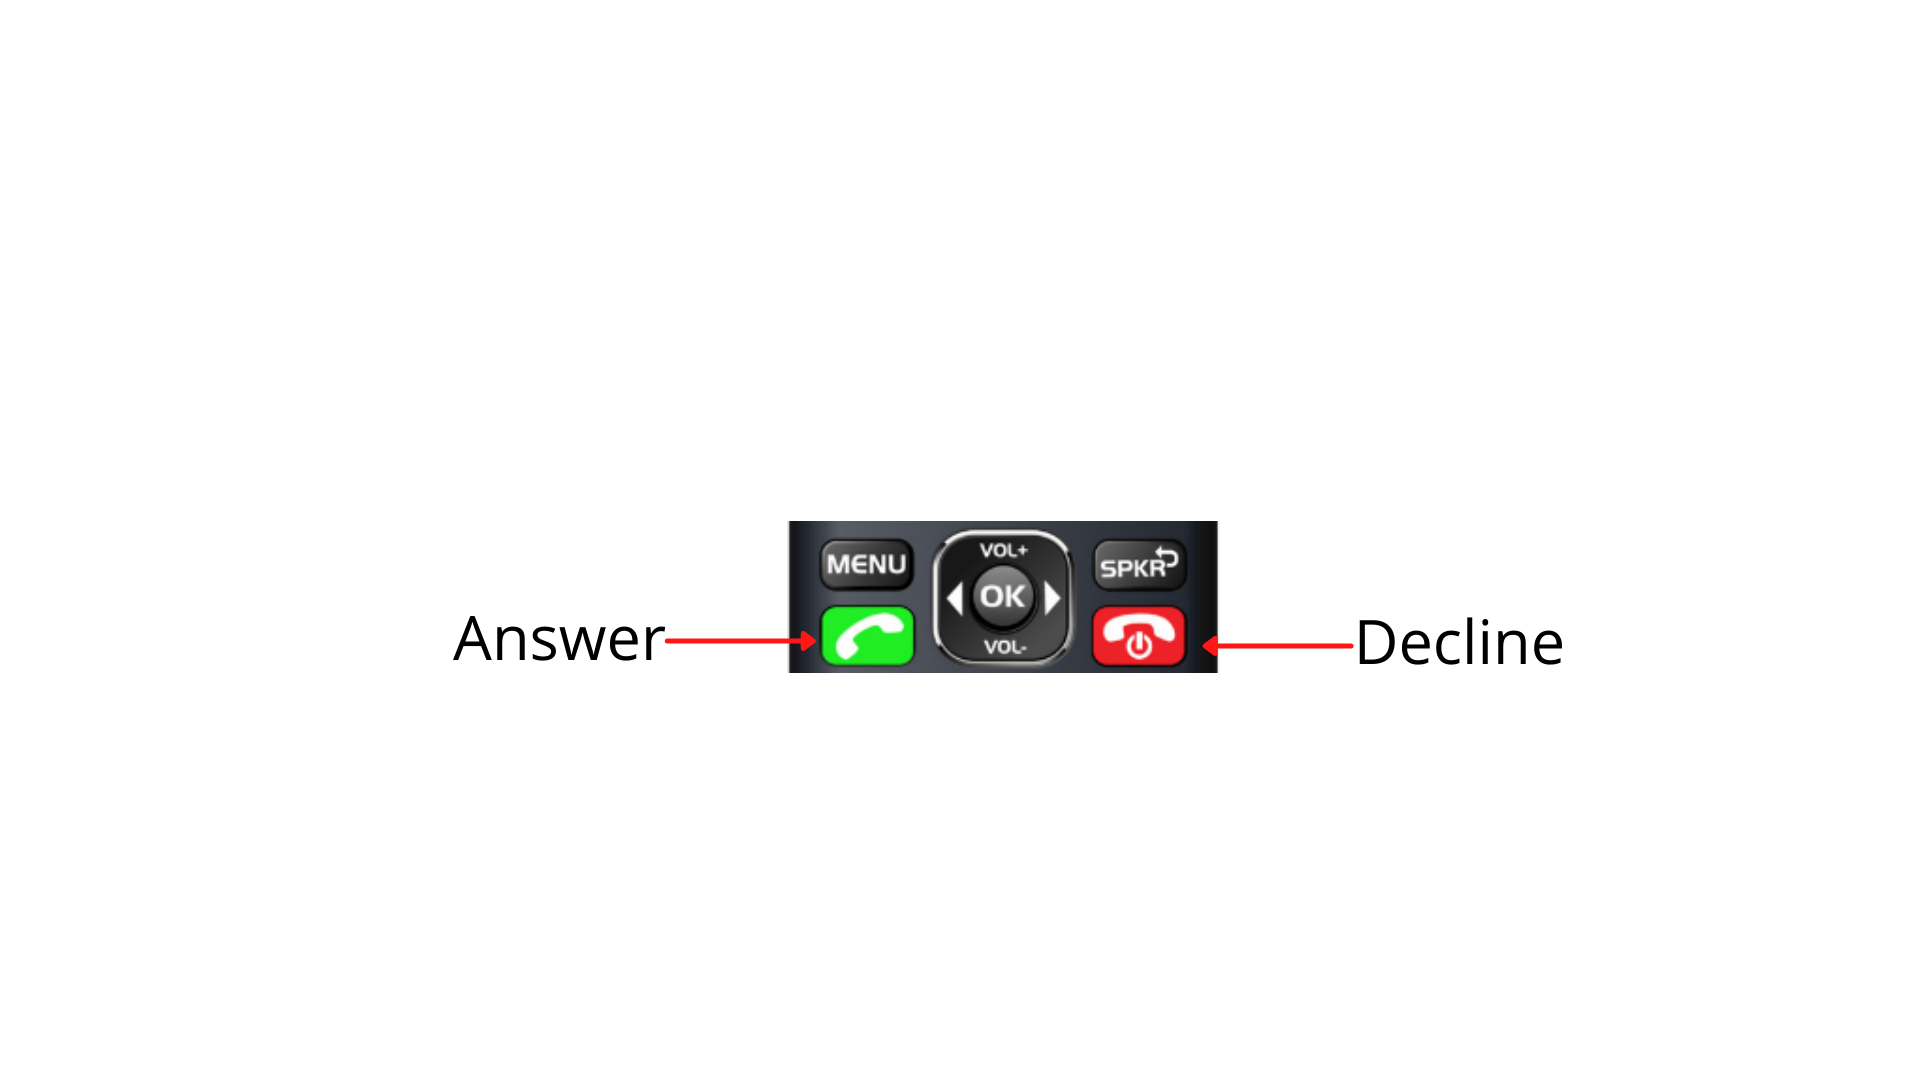 VOL+
MENU
OK
SPKR
VOL-
Answer
Decline